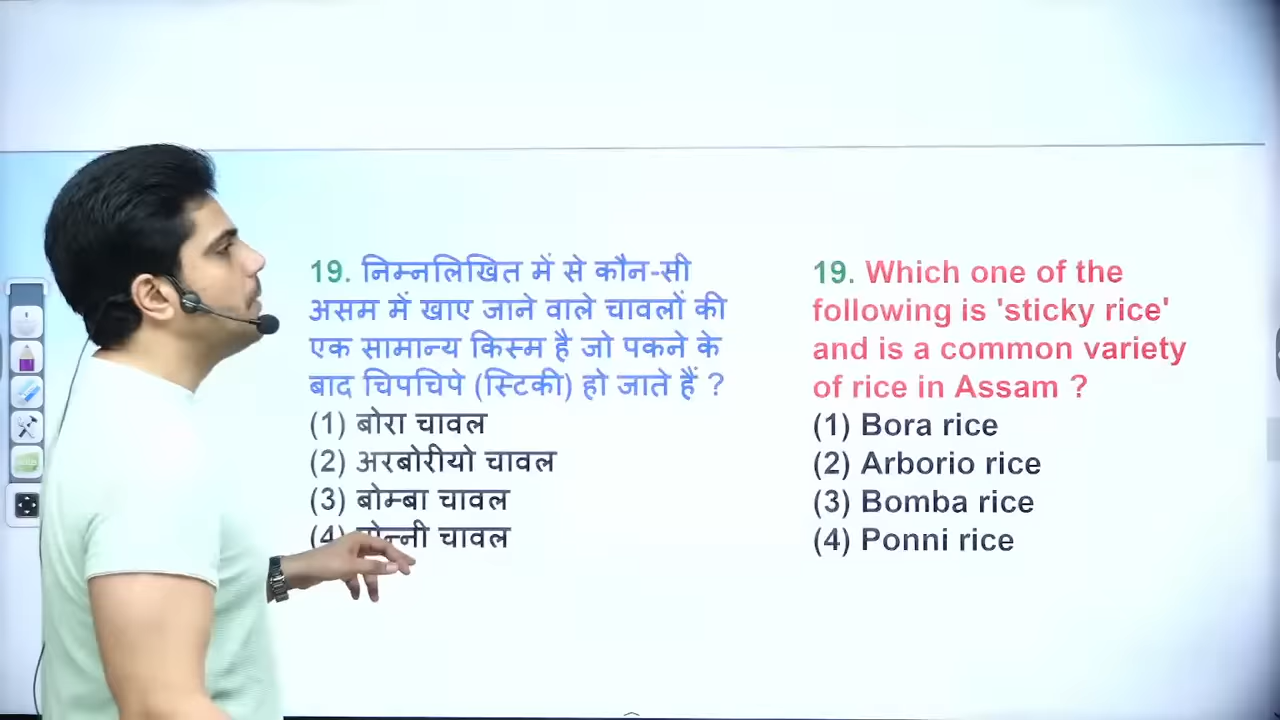 19. निम्नलिखित में से कौन-सी
असम में खाए जाने वाले चावलों की
एक सामान्य किस्म है जो पकने के
बाद चिपचिपे (स्टिकी) हो जाते हैं ?
(1) बोरा चावल
(2) अरबोरीयो चावल
(3) बोम्बा चावल
(4) चावल
19. Which one of the
following is 'sticky rice'
and is a common variety
of rice in Assam ?
(1) Bora rice
(2) Arborio rice
(3) Bomba rice
(4) Ponni rice